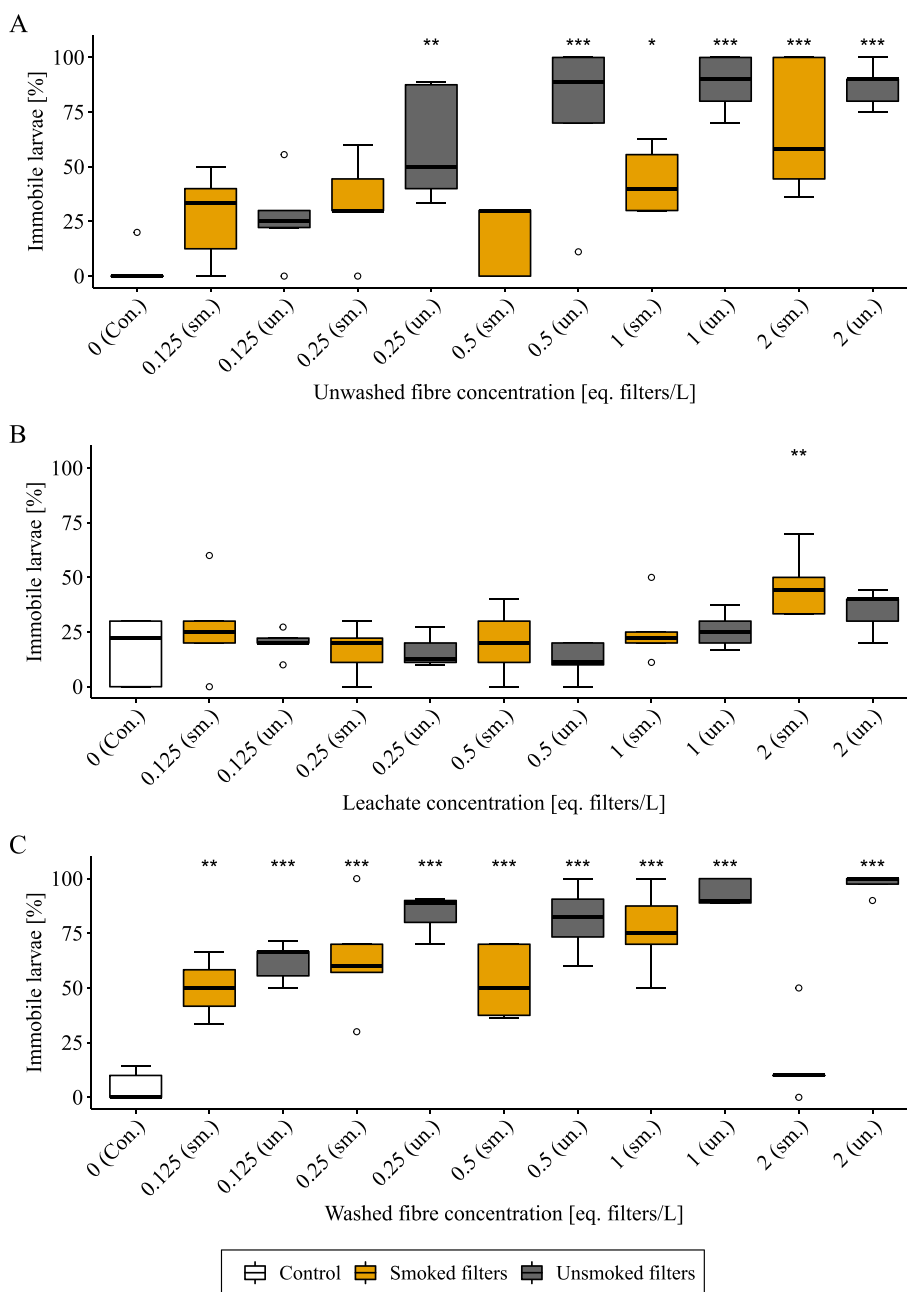 A
** *** * *** *** ***
100
75
50
25
0
Immobile larvae [%]
0 (Con.) 0.125 (sm.) 0.125 (un.) 0.25 (sm.) 0.25 (un.) 0.5 (sm.) 0.5 (un.) 1 (sm.) 1 (un.) 2 (sm.) 2 (un.)
Unwashed fibre concentration [eq. filters/L]
B
**
100
75
50
25
0
Immobile larvae [%]
0 (Con.) 0.125 (sm.) 0.125 (un.) 0.25 (sm.) 0.25 (un.) 0.5 (sm.) 0.5 (un.) 1 (sm.) 1 (un.) 2 (sm.) 2 (un.)
Leachate concentration [eq. filters/L]
C
** *** *** *** *** *** *** *** ***
100
75
50
25
0
Immobile larvae [%]
0 (Con.) 0.125 (sm.) 0.125 (un.) 0.25 (sm.) 0.25 (un.) 0.5 (sm.) 0.5 (un.) 1 (sm.) 1 (un.) 2 (sm.) 2 (un.)
Washed fibre concentration [eq. filters/L]
Control Smoked filters Unsmoked filters